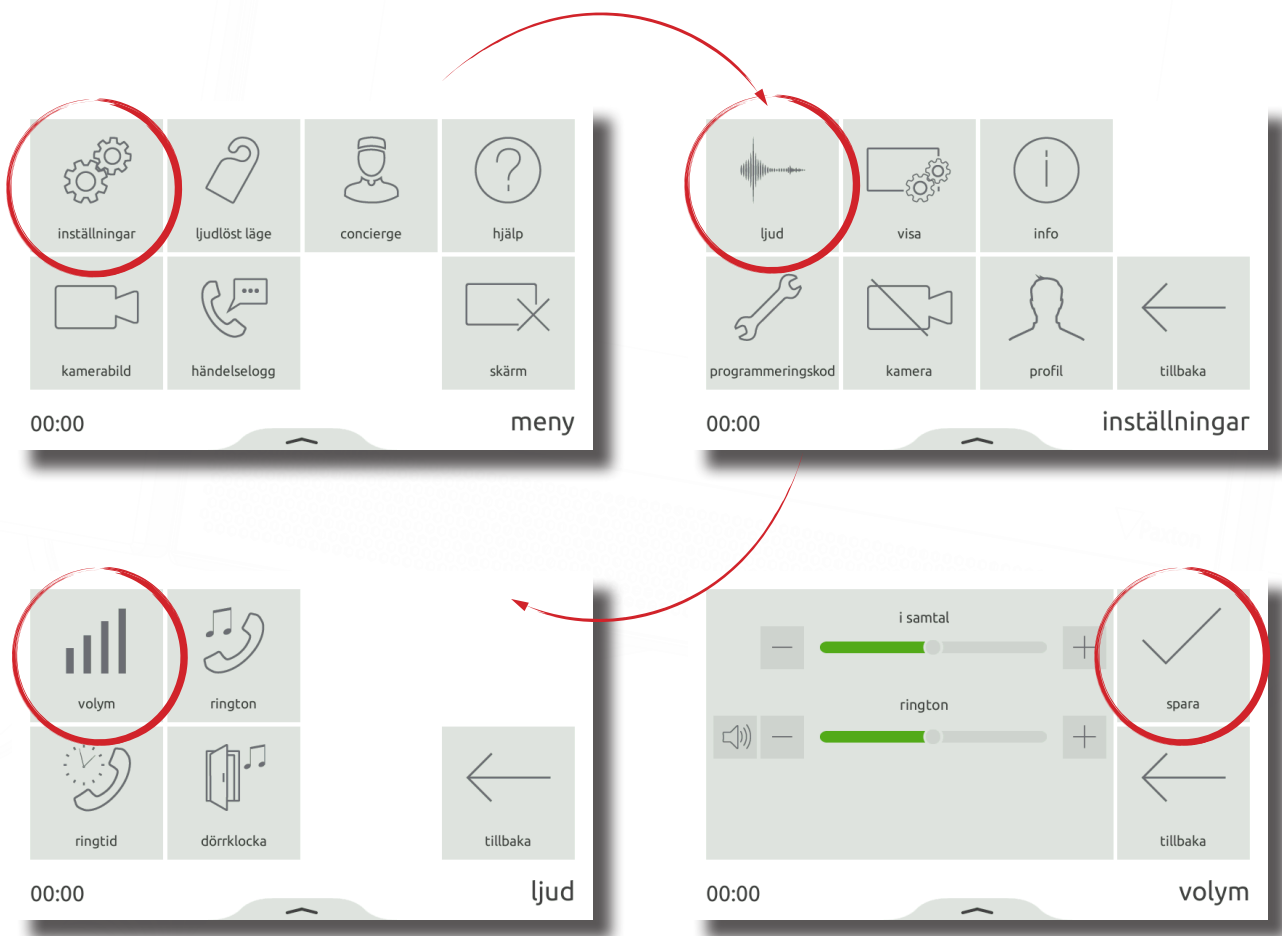 inställningar
ljudlöst läge
concierge
hjälp
kamerabild
händelselogg
skärm
00:00
meny
ljud
visa
info
programmeringskod
kamera
profil
tillbaka
00:00
inställningar
volym
rington
ringtid
dörrklocka
tillbaka
00:00
ljud
i samtal
spara
rington
tillbaka
00:00
volym